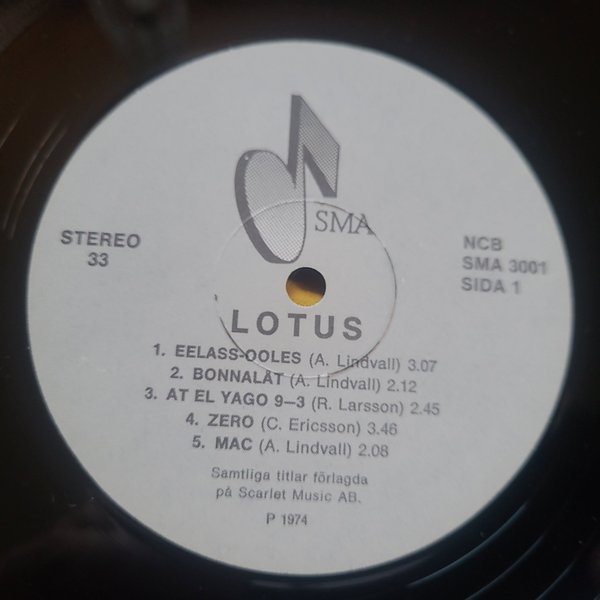 SMA
STEREO
33
NCB
SMA 3001
SIDA 1
LOTUS
1. EELASS-OOLES (A. Lindvall) 3.07
2. BONNALÅT (A. Lindvall) 2.12
3. AT EL YAGO 9–3 (R. Larsson) 2.45
4. ZERO (C. Ericsson) 3.46
5. MAC (A. Lindvall) 2.08
Samtliga titlar förlagda
på Scarlet Music AB.
P 1974